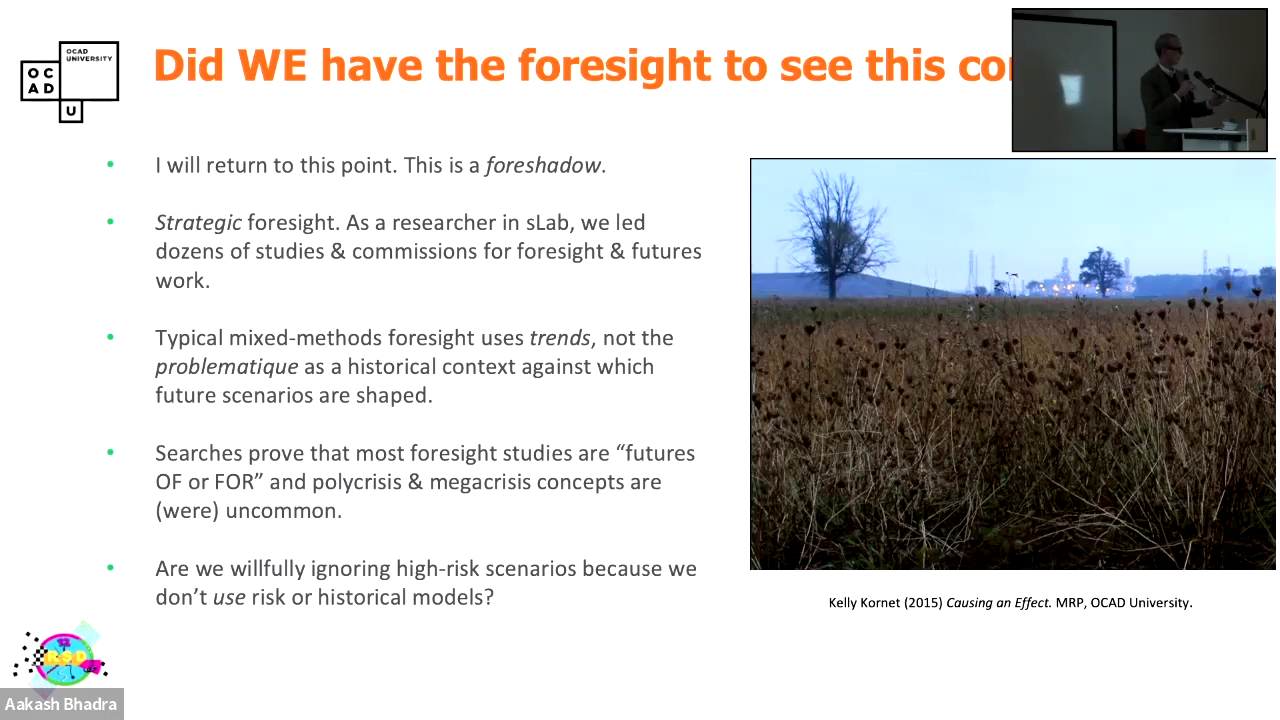 OCAD
UNIVERSITY
O C
A D
U
Did WE have the foresight to see this
I will return to this point. This is a foreshadow.
Strategic foresight. As a researcher in sLab, we led
dozens of studies & commissions for foresight & futures
work.
Typical mixed-methods foresight uses trends, not the
problematique as a historical context against which
future scenarios are shaped.
Searches prove that most foresight studies are “futures
OF or FOR” and polycrisis & megacrisis concepts are
(were) uncommon.
Are we willfully ignoring high-risk scenarios because we
don’t use risk or historical models?
Kelly Kornet (2015) Causing an Effect. MRP, OCAD University.
RSD
Aakash Bhadra